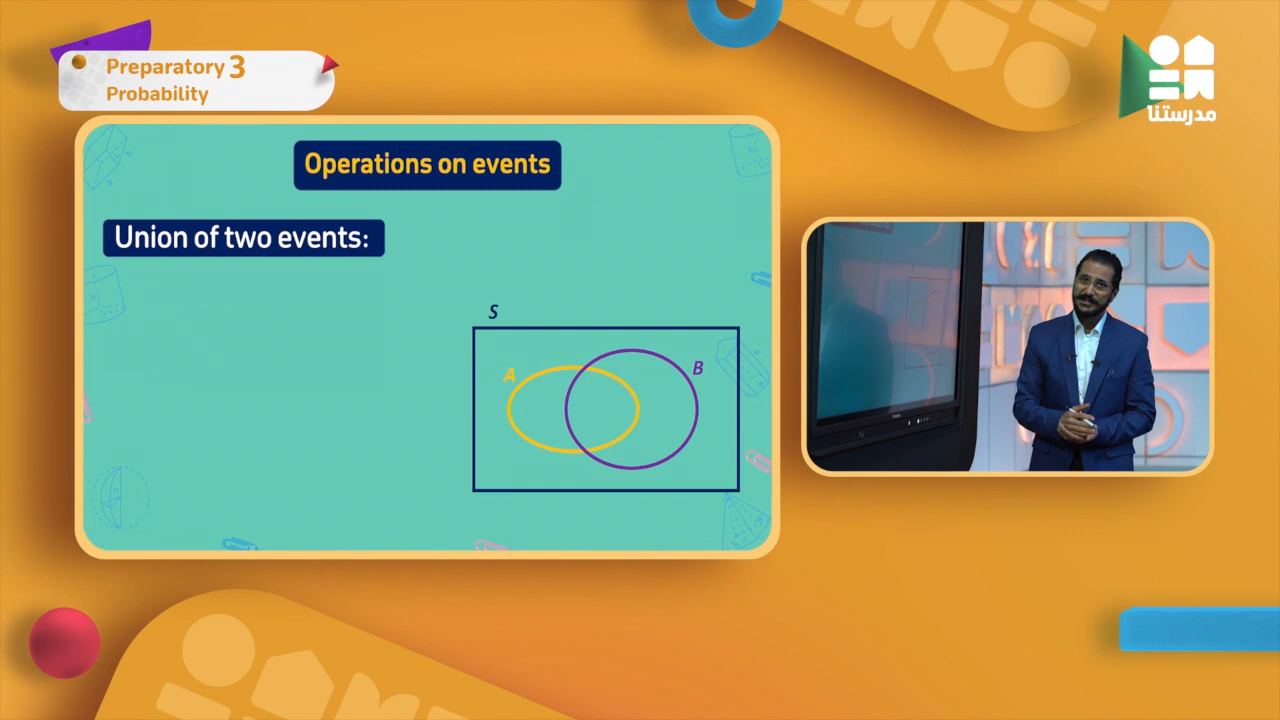 Preparatory 3
Probability
مدرستنا
Operations on events
Union of two events:
S
A
B